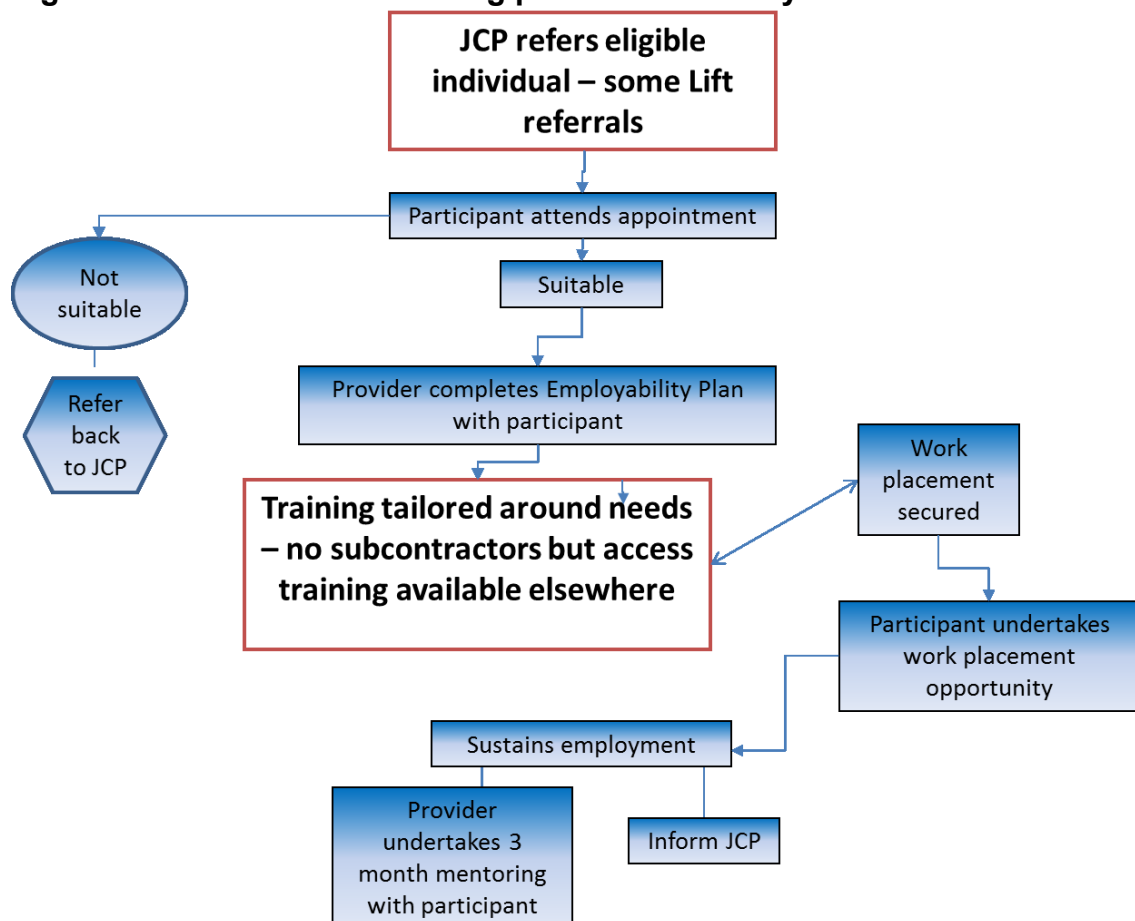 JCP refers eligible
individual – some Lift
referrals
Participant attends appointment
Not
suitable
Suitable
Refer
back
to JCP
Provider completes Employability Plan
with participant
Training tailored around needs
– no subcontractors but access
training available elsewhere
Work
placement
secured
Participant undertakes
work placement
opportunity
Sustains employment
Provider
undertakes 3
month mentoring
with participant
Inform JCP